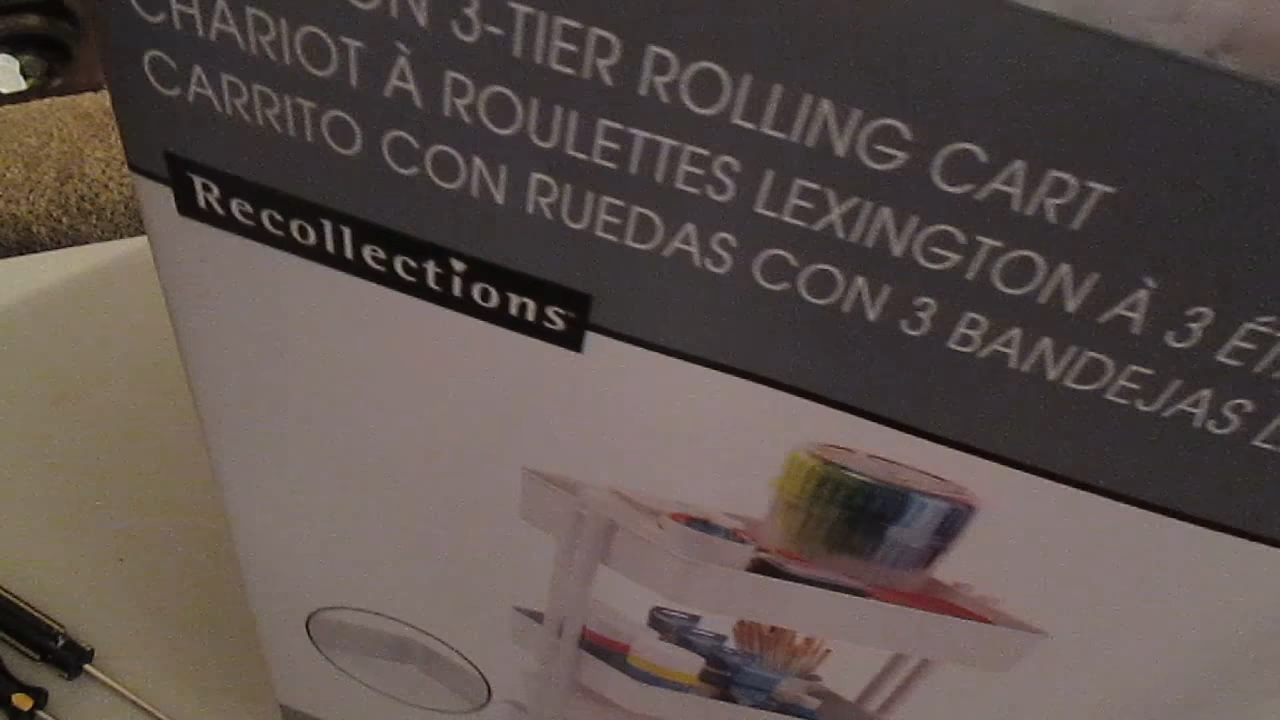 3-TIER ROLLING CART
CHARIOT À ROULETTES LEXINGTON À 3
CARRITO CON RUEDAS CON 3 BANDEJAS
Recollections